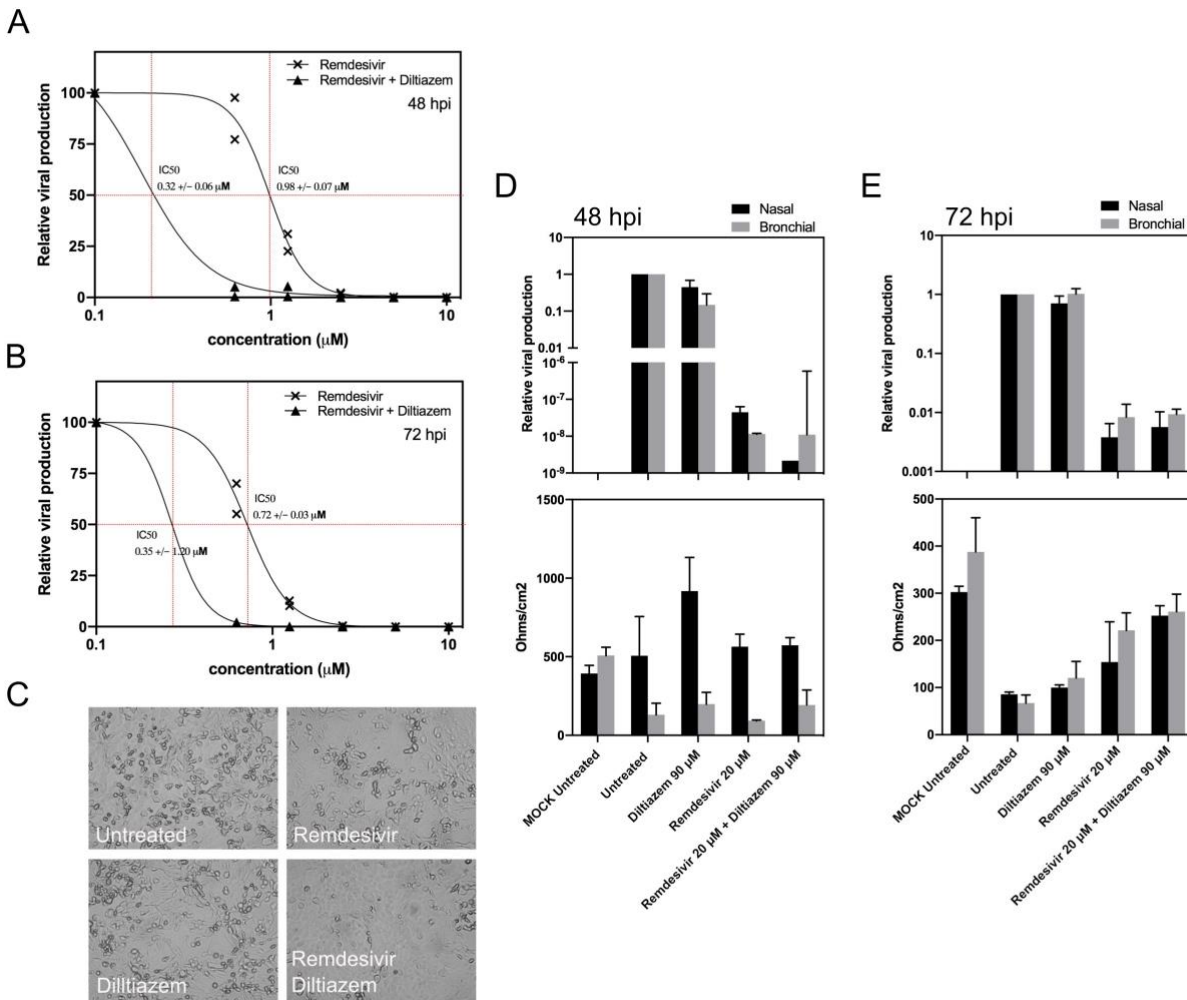 A
Remdesivir
Remdesivir + Diltiazem
48 hpi
Relative viral production
100
75
50
25
0
IC50
0.32 +/- 0.06 µM
IC50
0.98 +/- 0.07 µM
0.1
1
10
concentration (µM)
B
Remdesivir
Remdesivir + Diltiazem
72 hpi
Relative viral production
100
75
50
25
0
IC50
0.35 +/- 1.20 µM
IC50
0.72 +/- 0.03 µM
0.1
1
10
concentration (µM)
C
Untreated
Remdesivir
Dilltiazem
Remdesivir
Diltiazem
D
48 hpi
Nasal
Bronchial
Relative viral production
10
1
0.1
0.01
10-6
10-7
10-8
10-9
Ohms/cm2
1500
1000
500
0
MOCK Untreated
Untreated
Diltiazem 90 µM
Remdesivir 20 µM
Remdesivir 20 µM + Diltiazem 90 µM
E
72 hpi
Nasal
Bronchial
Relative viral production
10
1
0.1
0.01
0.001
Ohms/cm2
500
400
300
200
100
0
MOCK Untreated
Untreated
Diltiazem 90 µM
Remdesivir 20 µM
Remdesivir 20 µM + Diltiazem 90 µM